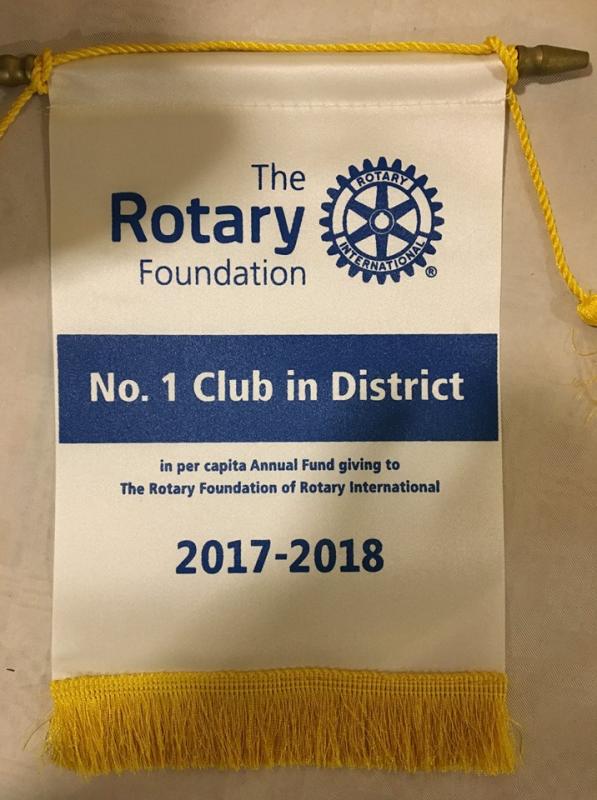 The
Rotary
Foundation
ROTARY
INTERNATIONAL
®
No. 1 Club in District
in per capita Annual Fund giving to
The Rotary Foundation of Rotary International
2017-2018